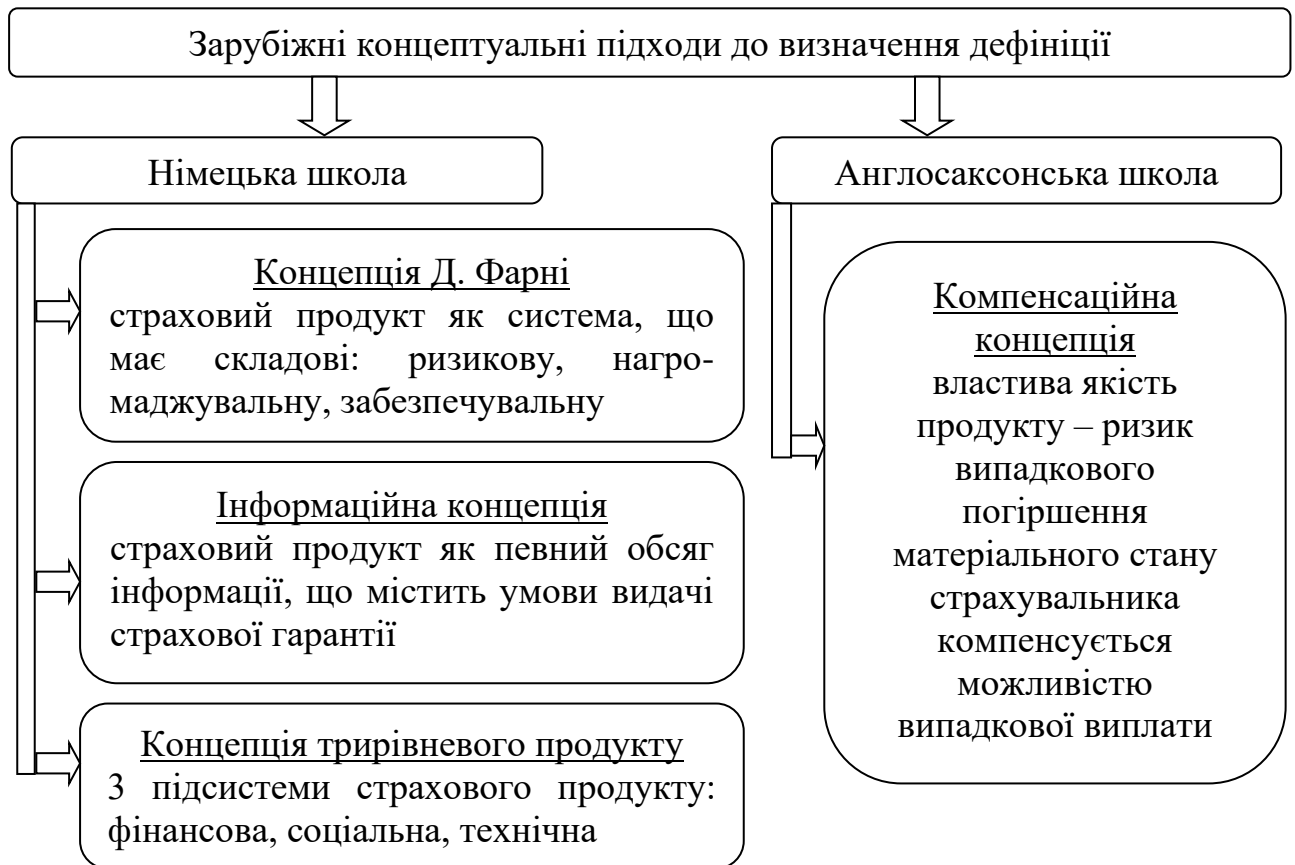 Зарубіжні концептуальні підходи до визначення дефініції
Німецька школа
Англосаксонська школа
Концепція Д. Фарні
страховий продукт як система, що
має складові: ризикову, нагро-
маджувальну, забезпечувальну
Інформаційна концепція
страховий продукт як певний обсяг
інформації, що містить умови видачі
страхової гарантії
Концепція трирівневого продукту
3 підсистеми страхового продукту:
фінансова, соціальна, технічна
Компенсаційна
концепція
властива якість
продукту – ризик
випадкового
погіршення
матеріального стану
страхувальника
компенсується
можливістю
випадкової виплати